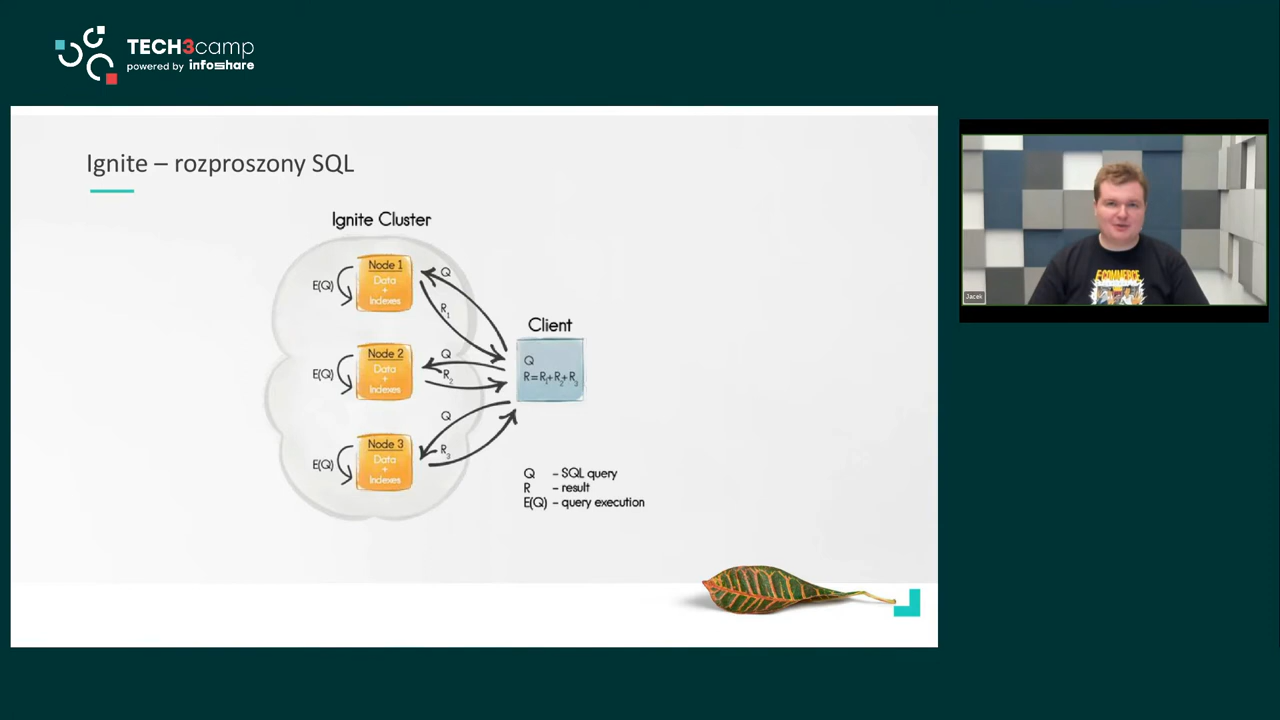 TECH3camp
powered by infoshare
Ignite – rozproszony SQL
Ignite Cluster
Node 1
Data
+
Indexes
E(Q)
Q
R1
Node 2
Data
+
Indexes
E(Q)
Q
R2
Node 3
Data
+
Indexes
E(Q)
Q
R3
Client
Q
R=R1+R2+R3
Q – SQL query
R – result
E(Q) – query execution
Jacek
ECOMMERCE